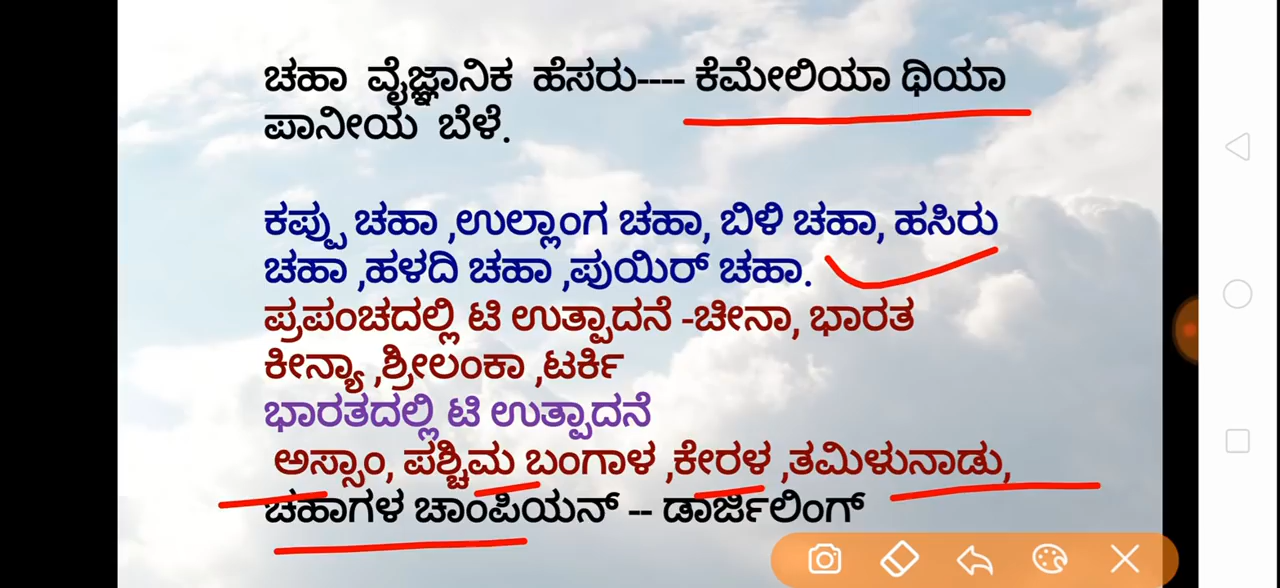 ಚಹಾ ವೈಜ್ಞಾನಿಕ ಹೆಸರು---- ಕೆಮೇಲಿಯಾ ಥಿಯಾ
ಪಾನೀಯ ಬೆಳೆ.
ಕಪ್ಪು ಚಹಾ ,ಉಲ್ಲಾಂಗ ಚಹಾ, ಬಿಳಿ ಚಹಾ, ಹಸಿರು
ಚಹಾ ,ಹಳದಿ ಚಹಾ ,ಪುಯಿರ್ ಚಹಾ.
ಪ್ರಪಂಚದಲ್ಲಿ ಟಿ ಉತ್ಪಾದನೆ -ಚೀನಾ, ಭಾರತ
ಕೀನ್ಯಾ ,ಶ್ರೀಲಂಕಾ ,ಟರ್ಕಿ
ಭಾರತದಲ್ಲಿ ಟಿ ಉತ್ಪಾದನೆ
ಅಸ್ಸಾಂ, ಪಶ್ಚಿಮ ಬಂಗಾಳ ,ಕೇರಳ ,ತಮಿಳುನಾಡು,
ಚಹಾಗಳ ಚಾಂಪಿಯನ್ -- ಡಾರ್ಜಿಲಿಂಗ್